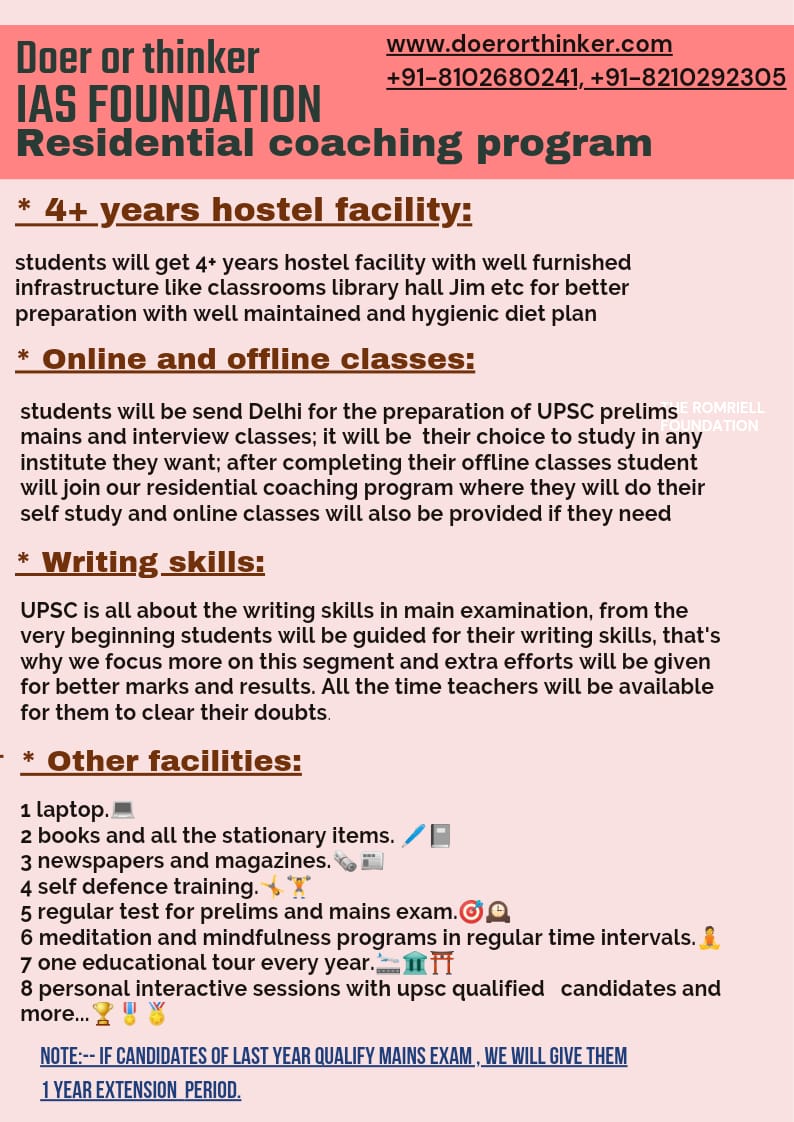 Doer or thinker
IAS FOUNDATION
Residential coaching program
www.doerorthinker.com
+91-8102680241, +91-8210292305
* 4+ years hostel facility:
students will get 4+ years hostel facility with well furnished
infrastructure like classrooms library hall Jim etc for better
preparation with well maintained and hygienic diet plan
* Online and offline classes:
THE ROMRIELL
FOUNDATION
students will be send Delhi for the preparation of UPSC prelims
mains and interview classes; it will be their choice to study in any
institute they want; after completing their offline classes student
will join our residential coaching program where they will do their
self study and online classes will also be provided if they need
* Writing skills:
UPSC is all about the writing skills in main examination, from the
very beginning students will be guided for their writing skills, that's
why we focus more on this segment and extra efforts will be given
for better marks and results. All the time teachers will be available
for them to clear their doubts.
* Other facilities:
1 laptop.💻
2 books and all the stationary items. 🖊️📓
3 newspapers and magazines.🗞️📰
4 self defence training.🤸🏋️
5 regular test for prelims and mains exam.🎯🕰️
6 meditation and mindfulness programs in regular time intervals.🧘
7 one educational tour every year.🛫🏛️⛩️
8 personal interactive sessions with upsc qualified candidates and
more...🏆🎖️🏅
NOTE:-- IF CANDIDATES OF LAST YEAR QUALIFY MAINS EXAM , WE WILL GIVE THEM
1 YEAR EXTENSION PERIOD.